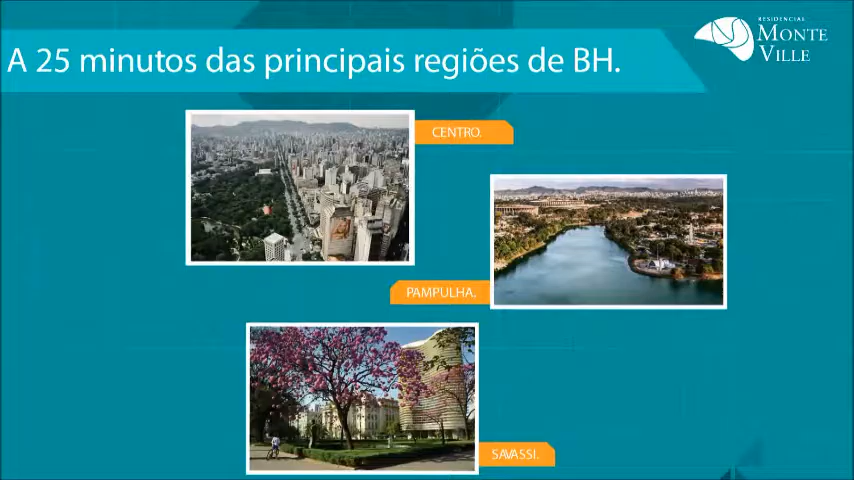 A 25 minutos das principais regiões de BH.
RESIDENCIAL
MONTE
VILLE
CENTRO.
PAMPULHA.
SAVASSI.